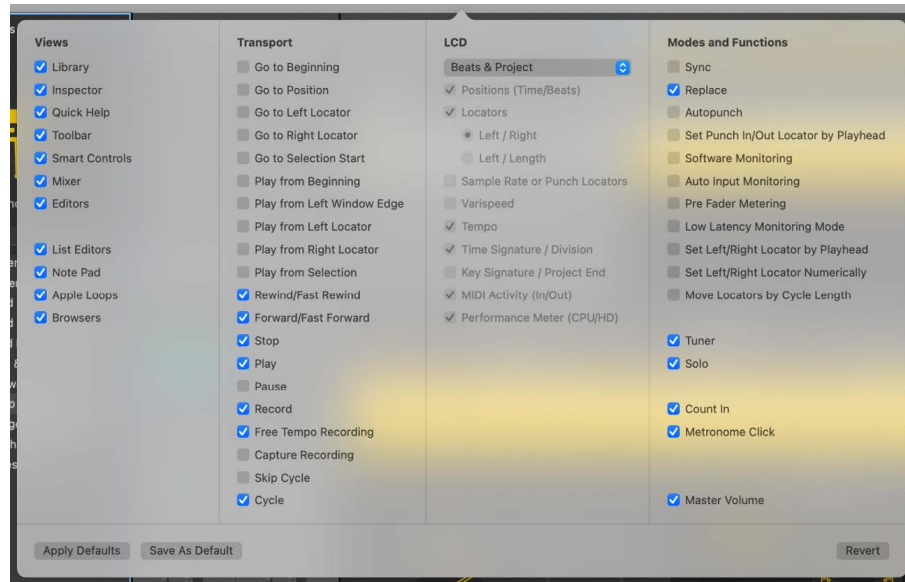 Views
Library
Inspector
Quick Help
Toolbar
Smart Controls
Mixer
Editors
List Editors
Note Pad
Apple Loops
Browsers
Transport
Go to Beginning
Go to Position
Go to Left Locator
Go to Right Locator
Go to Selection Start
Play from Beginning
Play from Left Window Edge
Play from Left Locator
Play from Right Locator
Play from Selection
Rewind/Fast Rewind
Forward/Fast Forward
Stop
Play
Pause
Record
Free Tempo Recording
Capture Recording
Skip Cycle
Cycle
LCD
Beats & Project
Positions (Time/Beats)
Locators
Left / Right
Left / Length
Sample Rate or Punch Locators
Varispeed
Tempo
Time Signature / Division
Key Signature / Project End
MIDI Activity (In/Out)
Performance Meter (CPU/HD)
Modes and Functions
Sync
Replace
Autopunch
Set Punch In/Out Locator by Playhead
Software Monitoring
Auto Input Monitoring
Pre Fader Metering
Low Latency Monitoring Mode
Set Left/Right Locator by Playhead
Set Left/Right Locator Numerically
Move Locators by Cycle Length
Tuner
Solo
Count In
Metronome Click
Master Volume
Apply Defaults
Save As Default
Revert